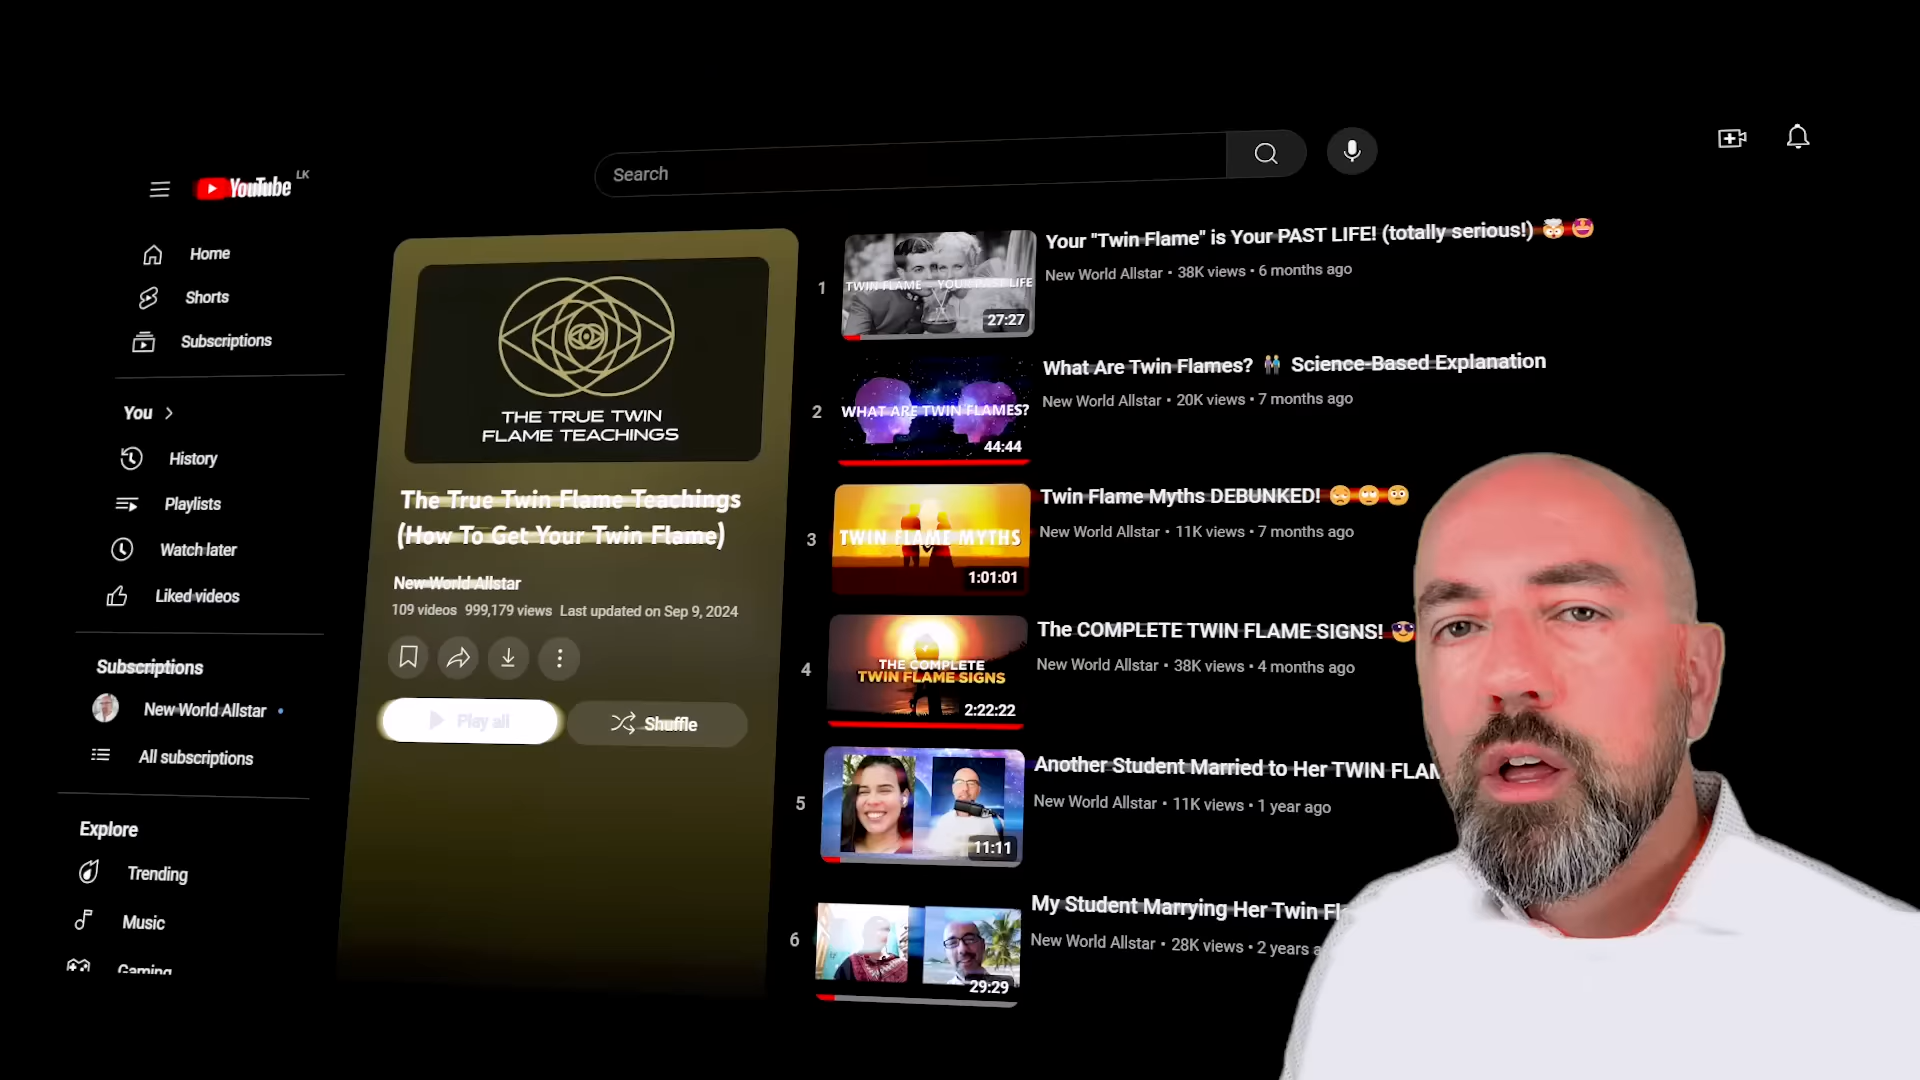 YouTube LK
Search
Home
Shorts
Subscriptions
You
History
Playlists
Watch later
Liked videos
Subscriptions
New World Allstar
All subscriptions
Explore
Trending
Music
Gaming
THE TRUE TWIN
FLAME TEACHINGS
The True Twin Flame Teachings
(How To Get Your Twin Flame)
New World Allstar
109 videos 999,179 views Last updated on Sep 9, 2024
Play all
Shuffle
1
TWIN FLAME YOUR PAST LIFE
27:27
Your "Twin Flame" is Your PAST LIFE! (totally serious!) 🤯 🤩
New World Allstar • 38K views • 6 months ago
2
WHAT ARE TWIN FLAMES?
44:44
What Are Twin Flames? 👬 Science-Based Explanation
New World Allstar • 20K views • 7 months ago
3
TWIN FLAME MYTHS
1:01:01
Twin Flame Myths DEBUNKED!
New World Allstar • 11K views • 7 months ago
4
THE COMPLETE
TWIN FLAME SIGNS
2:22:22
The COMPLETE TWIN FLAME SIGNS! 😎
New World Allstar • 38K views • 4 months ago
5
11:11
Another Student Married to Her TWIN FLAM
New World Allstar • 11K views • 1 year ago
6
29:29
My Student Marrying Her Twin Fl
New World Allstar • 28K views • 2 years a